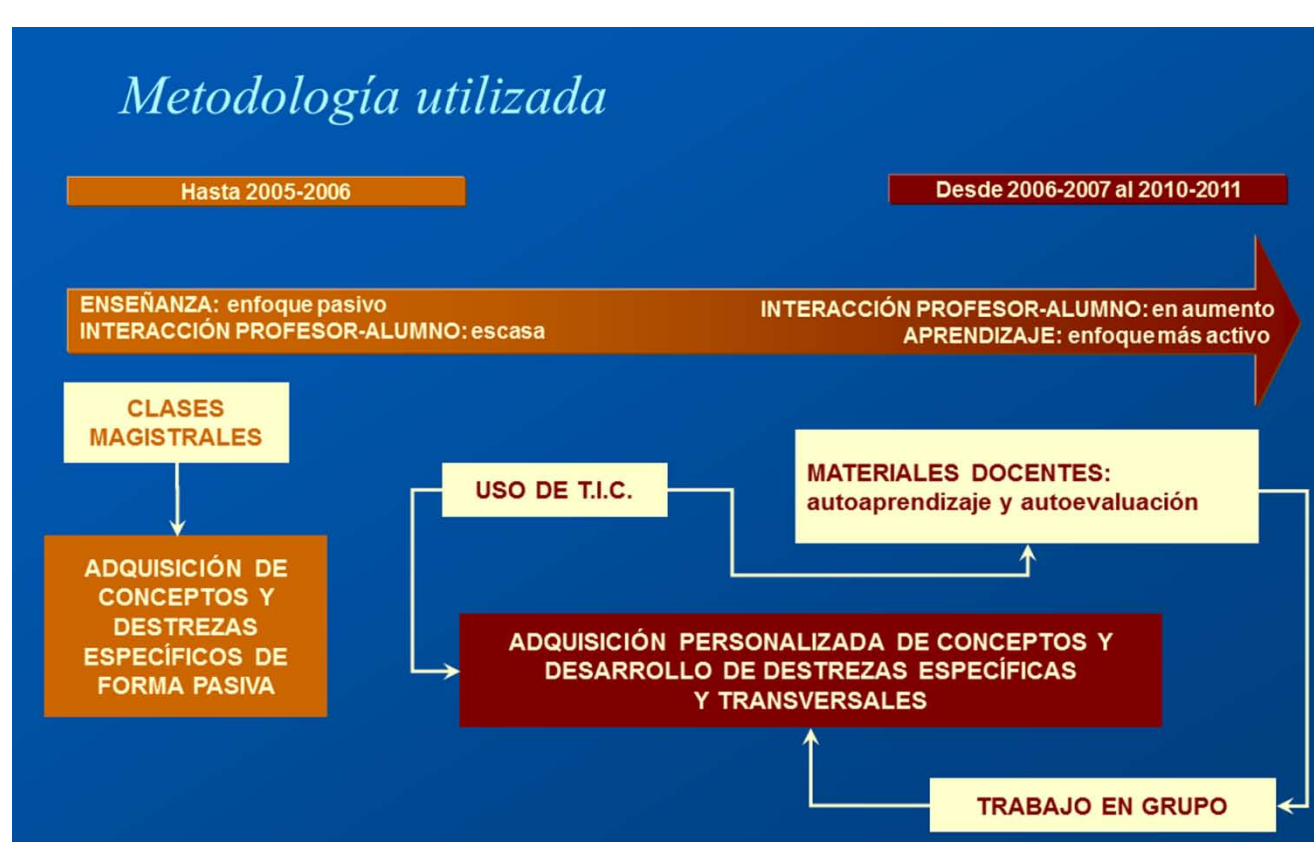 Metodología utilizada
Hasta 2005-2006
Desde 2006-2007 al 2010-2011
ENSEÑANZA: enfoque pasivo
INTERACCIÓN PROFESOR-ALUMNO: escasa
INTERACCIÓN PROFESOR-ALUMNO: en aumento
APRENDIZAJE: enfoque más activo
CLASES
MAGISTRALES
USO DE T.I.C.
MATERIALES DOCENTES:
autoaprendizaje y autoevaluación
ADQUISICIÓN DE
CONCEPTOS Y
DESTREZAS
ESPECÍFICOS DE
FORMA PASIVA
ADQUISICIÓN PERSONALIZADA DE CONCEPTOS Y
DESARROLLO DE DESTREZAS ESPECÍFICAS
Y TRANSVERSALES
TRABAJO EN GRUPO